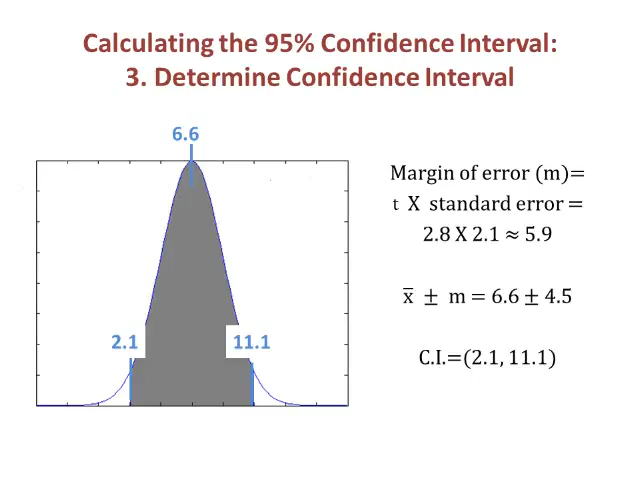 Calculating the 95% Confidence Interval:
3. Determine Confidence Interval
6.6
2.1
11.1
Margin of error (m)=
t X standard error =
2.8 X 2.1 ≈ 5.9
x̅ ± m = 6.6 ± 4.5
C.I.=(2.1, 11.1)